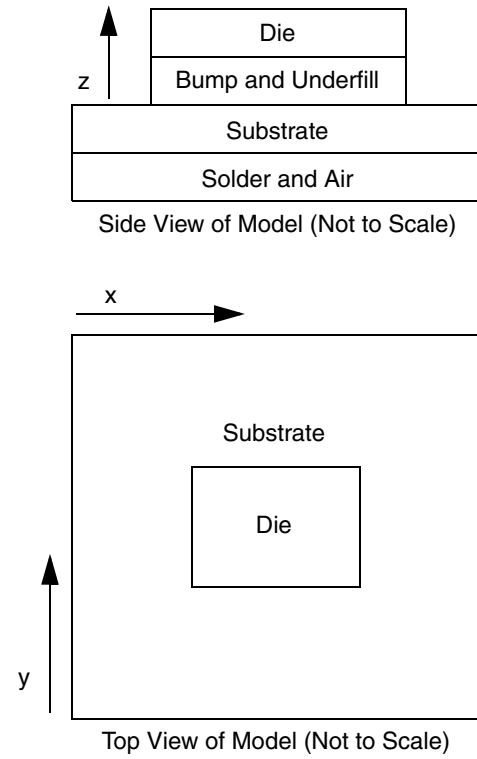 Die
z
Bump and Underfill
Substrate
Solder and Air
Side View of Model (Not to Scale)
x
Substrate
Die
y
Top View of Model (Not to Scale)